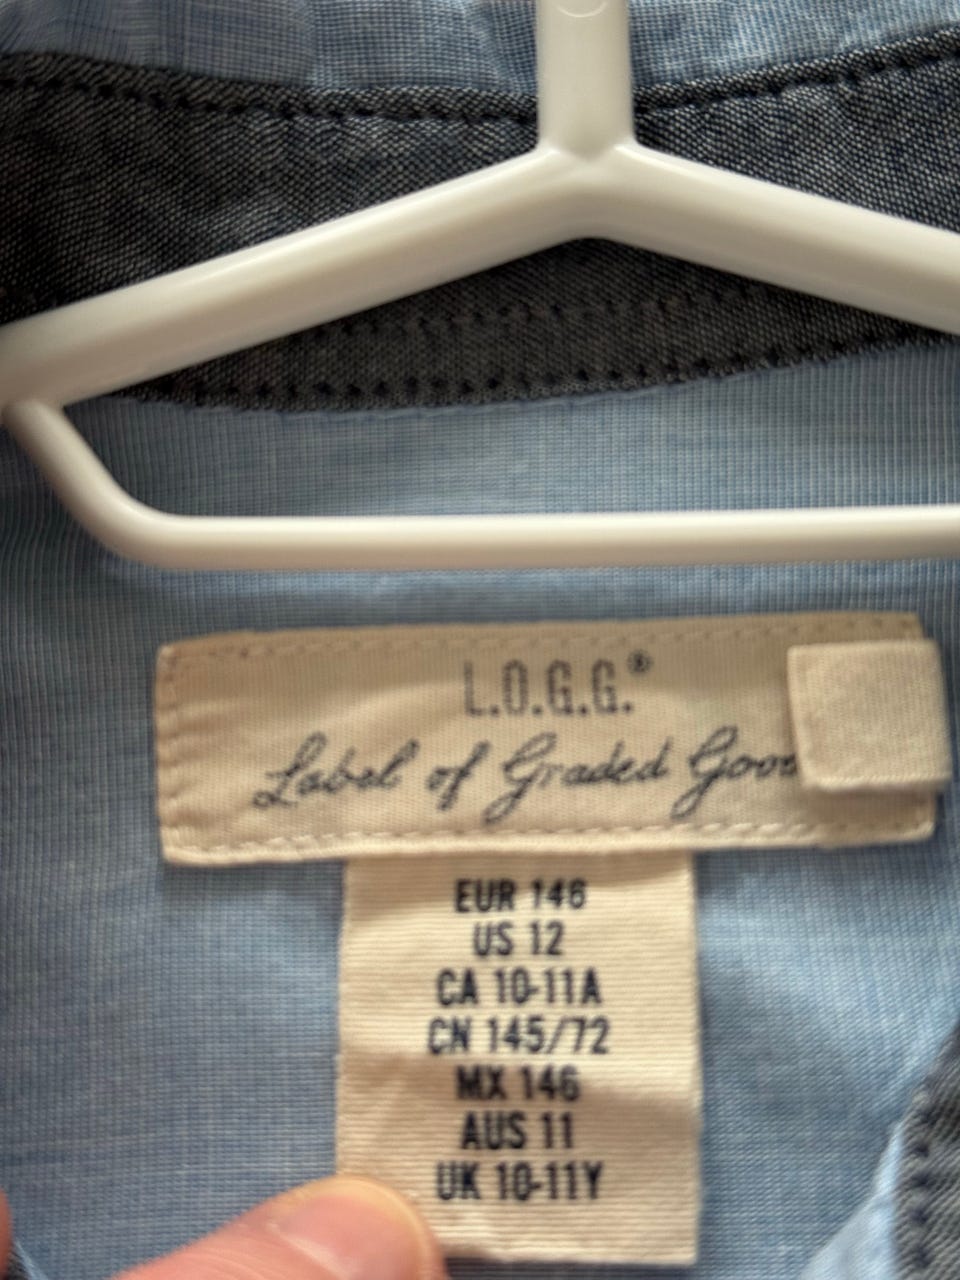 L.O.G.G.®
Label of Graded
EUR 146
US 12
CA 10-11A
CN 145/72
MX 146
AUS 11
UK 10-11Y